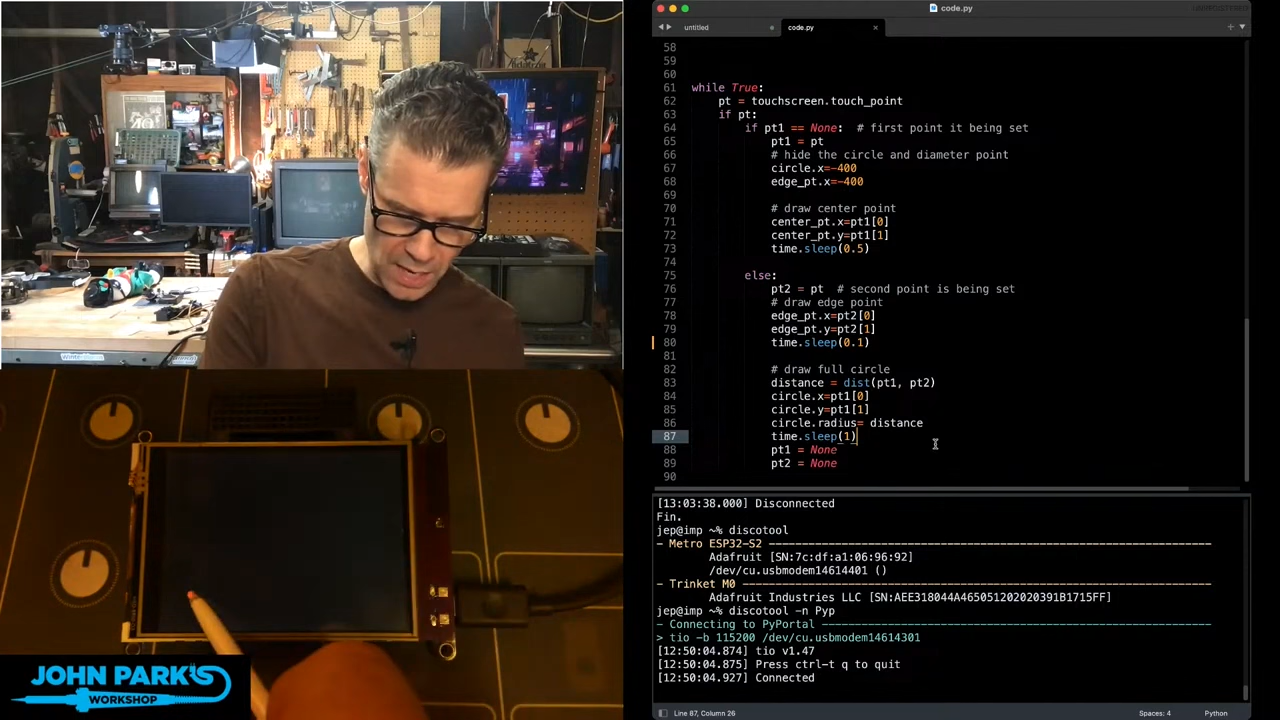 code.py
untitled
code.py
58
59
60
61 while True:
62 pt = touchscreen.touch_point
63 if pt:
64 if pt1 == None: # first point it being set
65 pt1 = pt
66 # hide the circle and diameter point
67 circle.x=-400
68 edge_pt.x=-400
69
70 # draw center point
71 center_pt.x=pt1[0]
72 center_pt.y=pt1[1]
73 time.sleep(0.5)
74
75 else:
76 pt2 = pt # second point is being set
77 # draw edge point
78 edge_pt.x=pt2[0]
79 edge_pt.y=pt2[1]
80 time.sleep(0.1)
81
82 # draw full circle
83 distance = dist(pt1, pt2)
84 circle.x=pt1[0]
85 circle.y=pt1[1]
86 circle.radius= distance
87 time.sleep(1)
88 pt1 = None
89 pt2 = None
90
[13:03:38.000] Disconnected
Fin.
jep@imp ~% discotool
- Metro ESP32-S2
Adafruit [SN:7c:df:a1:06:96:92]
/dev/cu.usbmodem14614401 ()
- Trinket M0
Adafruit Industries LLC [SN:AEE318044A465051202020391B1715FF]
jep@imp ~% discotool -n Pyp
- Connecting to PyPortal
> tio -b 115200 /dev/cu.usbmodem14614301
[12:50:04.874] tio v1.47
[12:50:04.875] Press ctrl-t q to quit
[12:50:04.927] Connected
Line 87, Column 26
Spaces: 4
Python
JOHN PARK'S
WORKSHOP